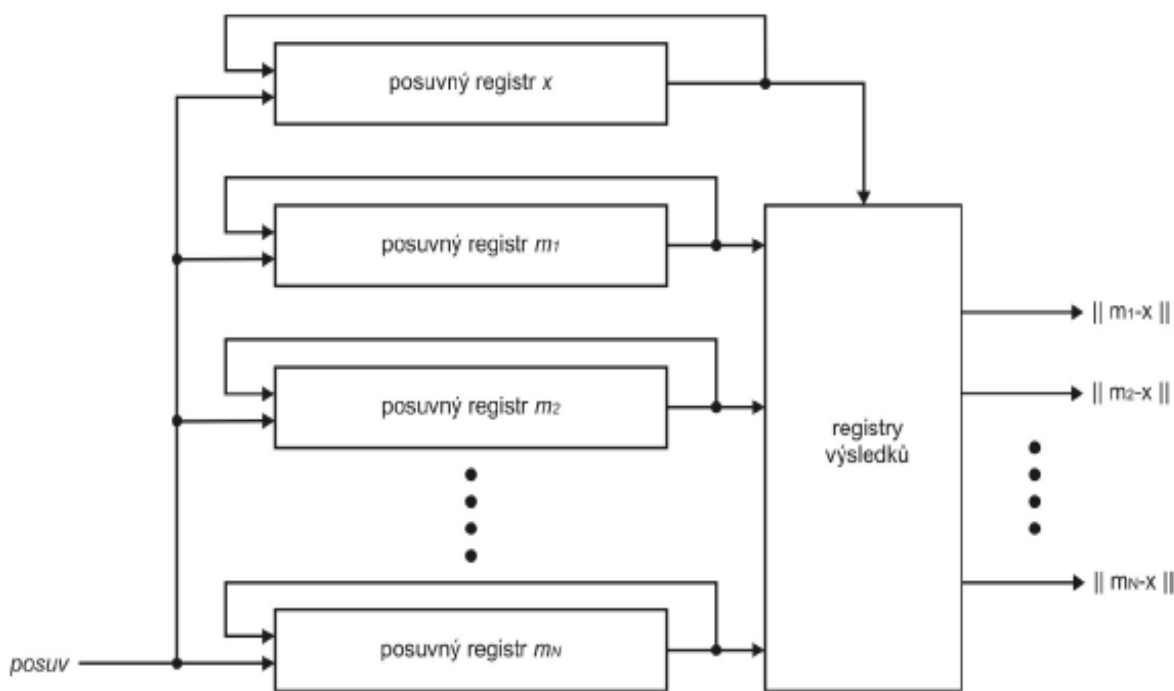 posuvný registr x
posuvný registr m1
posuvný registr m2
posuvný registr mN
posuv
registry
výsledků
|| m1-x ||
|| m2-x ||
|| mN-x ||